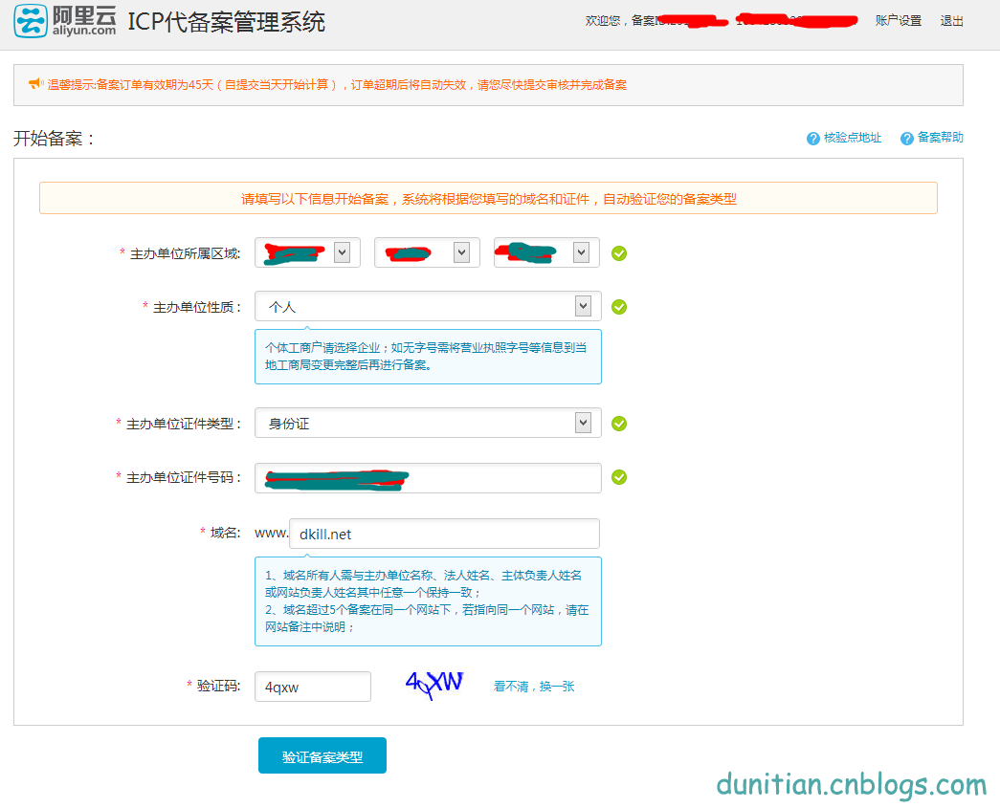 阿里云
aliyun.com
ICP代备案管理系统
欢迎您，备案ID
账户设置
退出
温馨提示:备案订单有效期为45天（自提交当天开始计算），订单超期后将自动失效，请您尽快提交审核并完成备案
开始备案：
核验点地址
备案帮助
请填写以下信息开始备案，系统将根据您填写的域名和证件，自动验证您的备案类型
* 主办单位所属区域:
* 主办单位性质： 个人
个体工商户请选择企业；如无字号需将营业执照字号等信息到当
地工商局变更完整后再进行备案。
* 主办单位证件类型： 身份证
* 主办单位证件号码：
* 域名: www. dkill.net
1、域名所有人需与主办单位名称、法人姓名、主体负责人姓名
或网站负责人姓名其中任意一个保持一致；
2、域名超过5个备案在同一个网站下，若指向同一个网站，请在
网站备注中说明；
* 验证码: 4qxw 4qXW 看不清，换一张
验证备案类型
dunitian.cnblogs.com